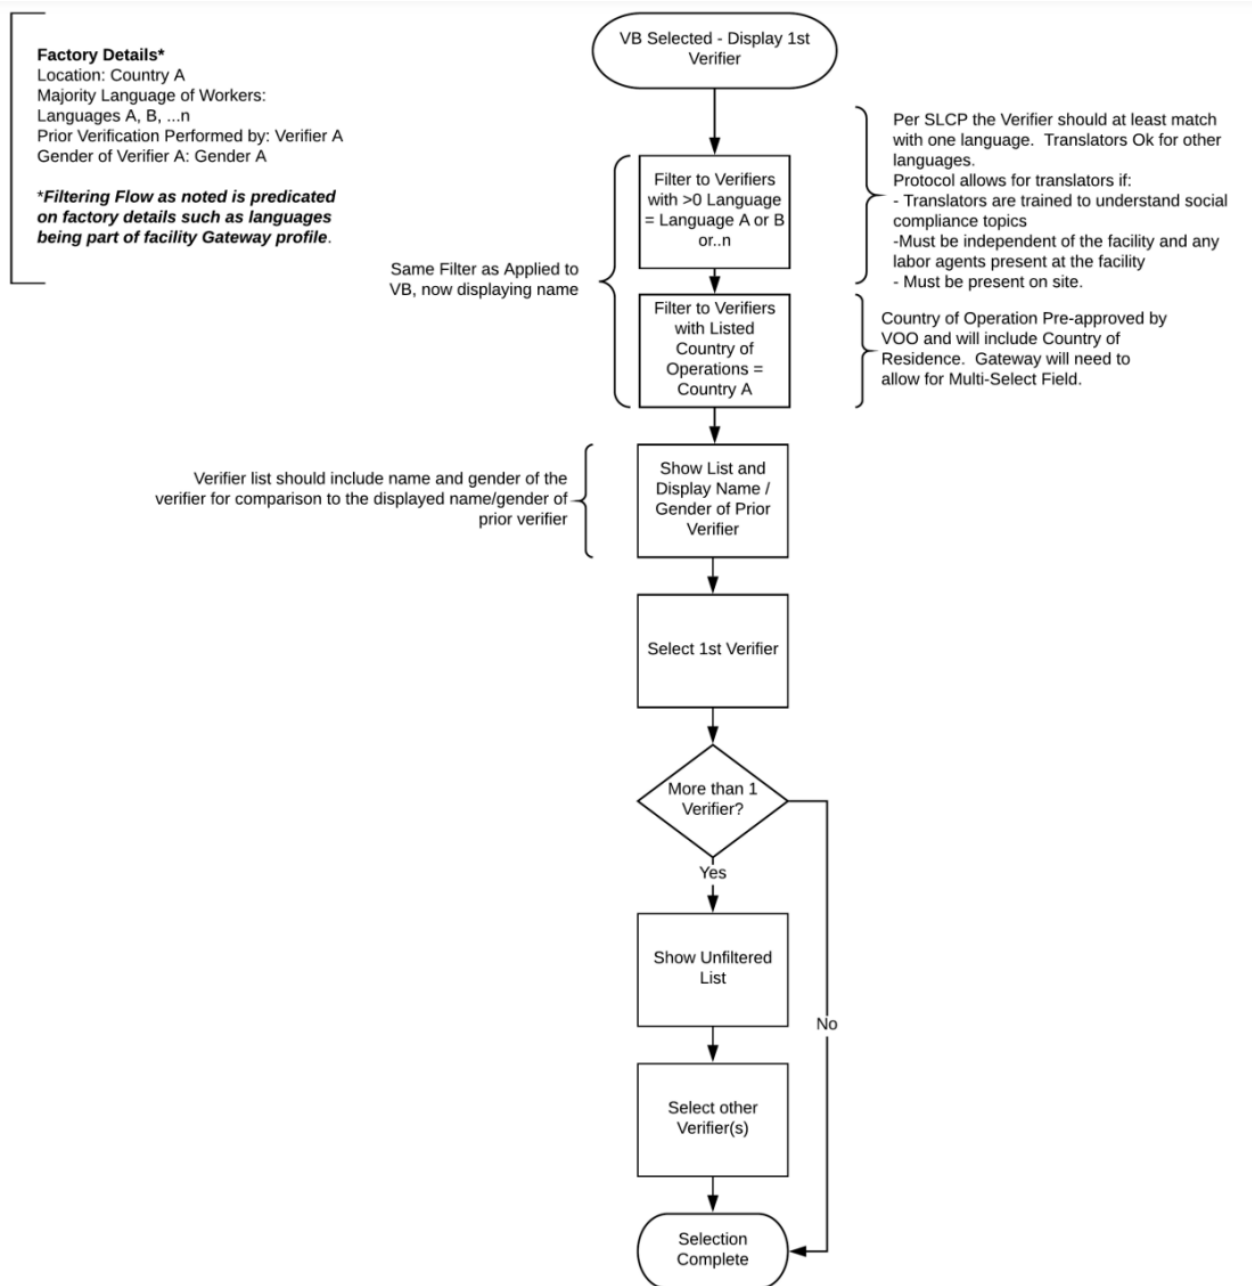 Factory Details*
Location: Country A
Majority Language of Workers:
Languages A, B, ...n
Prior Verification Performed by: Verifier A
Gender of Verifier A: Gender A
*Filtering Flow as noted is predicated
on factory details such as languages
being part of facility Gateway profile.
VB Selected - Display 1st
Verifier
Per SLCP the Verifier should at least match
with one language.  Translators Ok for other
languages.
Protocol allows for translators if:
- Translators are trained to understand social
compliance topics
-Must be independent of the facility and any
labor agents present at the facility
- Must be present on site.
Filter to Verifiers
with >0 Language
= Language A or B
or..n
Same Filter as Applied to
VB, now displaying name
Filter to Verifiers
with Listed
Country of
Operations =
Country A
Country of Operation Pre-approved by
VOO and will include Country of
Residence.  Gateway will need to
allow for Multi-Select Field.
Verifier list should include name and gender of the
verifier for comparison to the displayed name/gender of
prior verifier
Show List and
Display Name /
Gender of Prior
Verifier
Select 1st Verifier
More than 1
Verifier?
Yes
Show Unfiltered
List
No
Select other
Verifier(s)
Selection
Complete